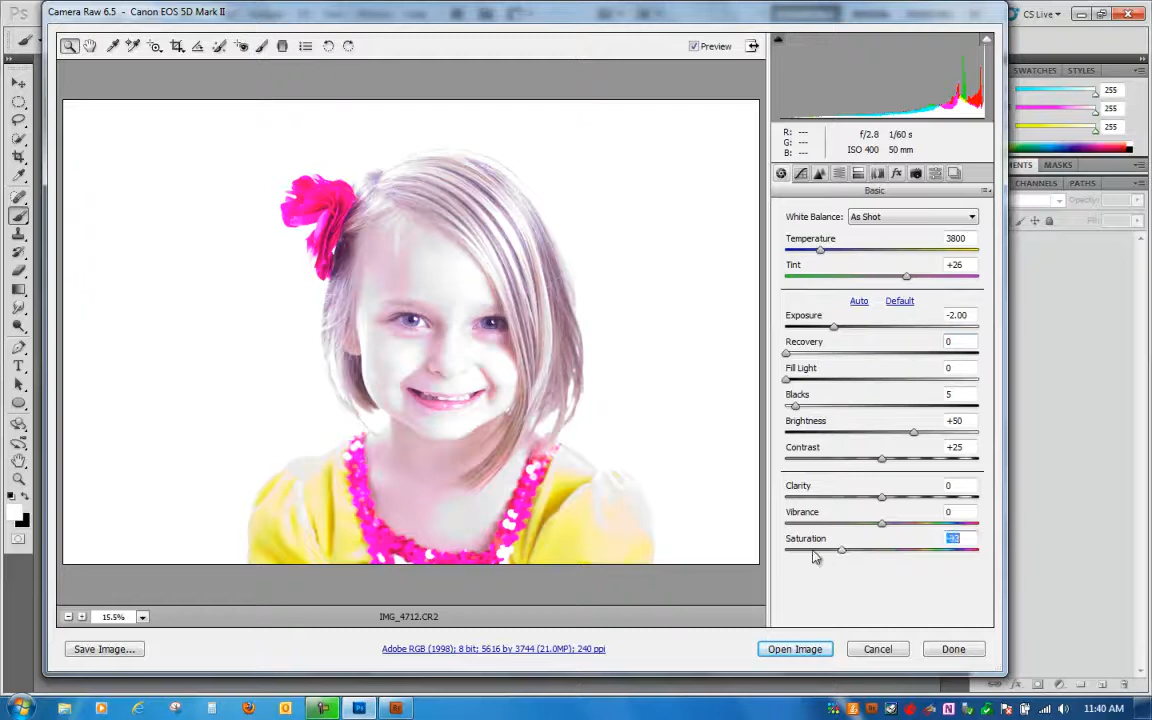 Camera Raw 6.5 - Canon EOS 5D Mark II
Ps
CS Live
Preview
SWATCHES STYLES
255
255
255
R: ---
G: ---
B: ---
f/2.8 1/60 s
ISO 400 50 mm
MASKS
CHANNELS PATHS
Opacity:
Basic
White Balance: As Shot
Temperature 3800
Tint +26
Auto Default
Exposure -2.00
Recovery 0
Fill Light 0
Blacks 5
Brightness +50
Contrast +25
Clarity 0
Vibrance 0
Saturation
15.5%
IMG_4712.CR2
Save Image...
Adobe RGB (1998); 8 bit; 5616 by 3744 (21.0MP); 240 ppi
Open Image
Cancel
Done
11:40 AM